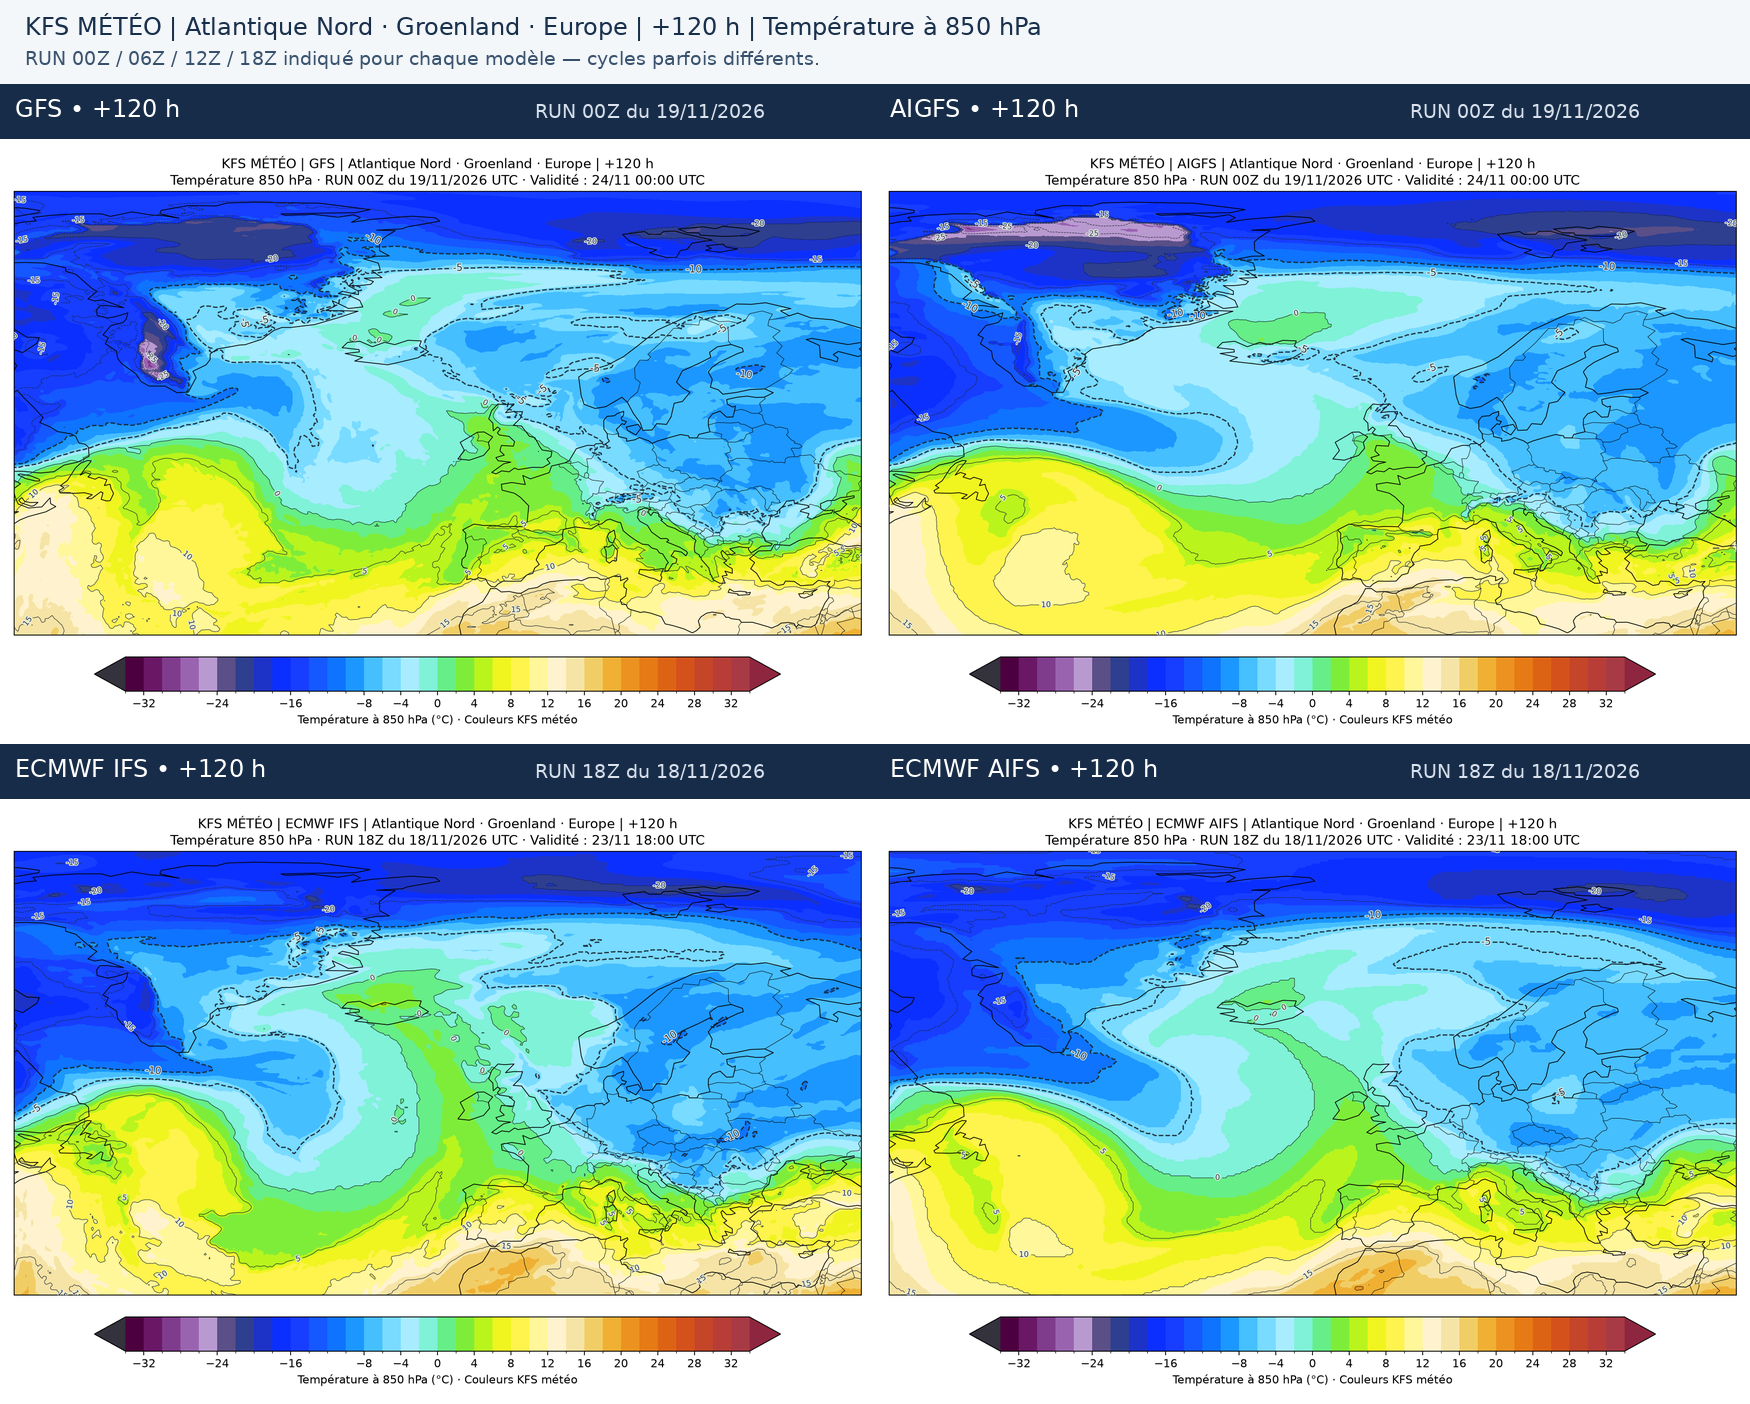 KFS MÉTÉO | Atlantique Nord · Groenland · Europe | +120 h | Température à 850 hPa
RUN 00Z / 06Z / 12Z / 18Z indiqué pour chaque modèle — cycles parfois différents.
GFS • +120 h
RUN 00Z du 19/11/2026
AIGFS • +120 h
RUN 00Z du 19/11/2026
KFS MÉTÉO | GFS | Atlantique Nord · Groenland · Europe | +120 h
Température 850 hPa · RUN 00Z du 19/11/2026 UTC · Validité : 24/11 00:00 UTC
KFS MÉTÉO | AIGFS | Atlantique Nord · Groenland · Europe | +120 h
Température 850 hPa · RUN 00Z du 19/11/2026 UTC · Validité : 24/11 00:00 UTC
−32 −24 −16 −8 −4 0 4 8 12 16 20 24 28 32
Température à 850 hPa (°C) · Couleurs KFS météo
−32 −24 −16 −8 −4 0 4 8 12 16 20 24 28 32
Température à 850 hPa (°C) · Couleurs KFS météo
ECMWF IFS • +120 h
RUN 18Z du 18/11/2026
ECMWF AIFS • +120 h
RUN 18Z du 18/11/2026
KFS MÉTÉO | ECMWF IFS | Atlantique Nord · Groenland · Europe | +120 h
Température 850 hPa · RUN 18Z du 18/11/2026 UTC · Validité : 23/11 18:00 UTC
KFS MÉTÉO | ECMWF AIFS | Atlantique Nord · Groenland · Europe | +120 h
Température 850 hPa · RUN 18Z du 18/11/2026 UTC · Validité : 23/11 18:00 UTC
−32 −24 −16 −8 −4 0 4 8 12 16 20 24 28 32
Température à 850 hPa (°C) · Couleurs KFS météo
−32 −24 −16 −8 −4 0 4 8 12 16 20 24 28 32
Température à 850 hPa (°C) · Couleurs KFS météo